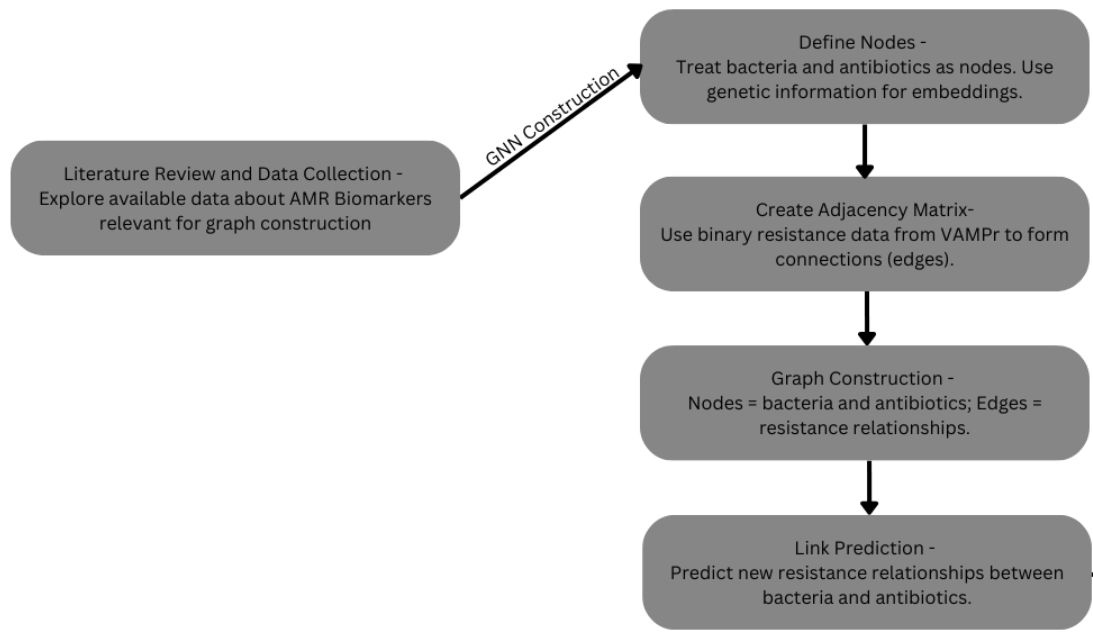 Literature Review and Data Collection -
Explore available data about AMR Biomarkers
relevant for graph construction
GNN Construction
Define Nodes -
Treat bacteria and antibiotics as nodes. Use
genetic information for embeddings.
Create Adjacency Matrix-
Use binary resistance data from VAMPr to form
connections (edges).
Graph Construction -
Nodes = bacteria and antibiotics; Edges =
resistance relationships.
Link Prediction -
Predict new resistance relationships between
bacteria and antibiotics.